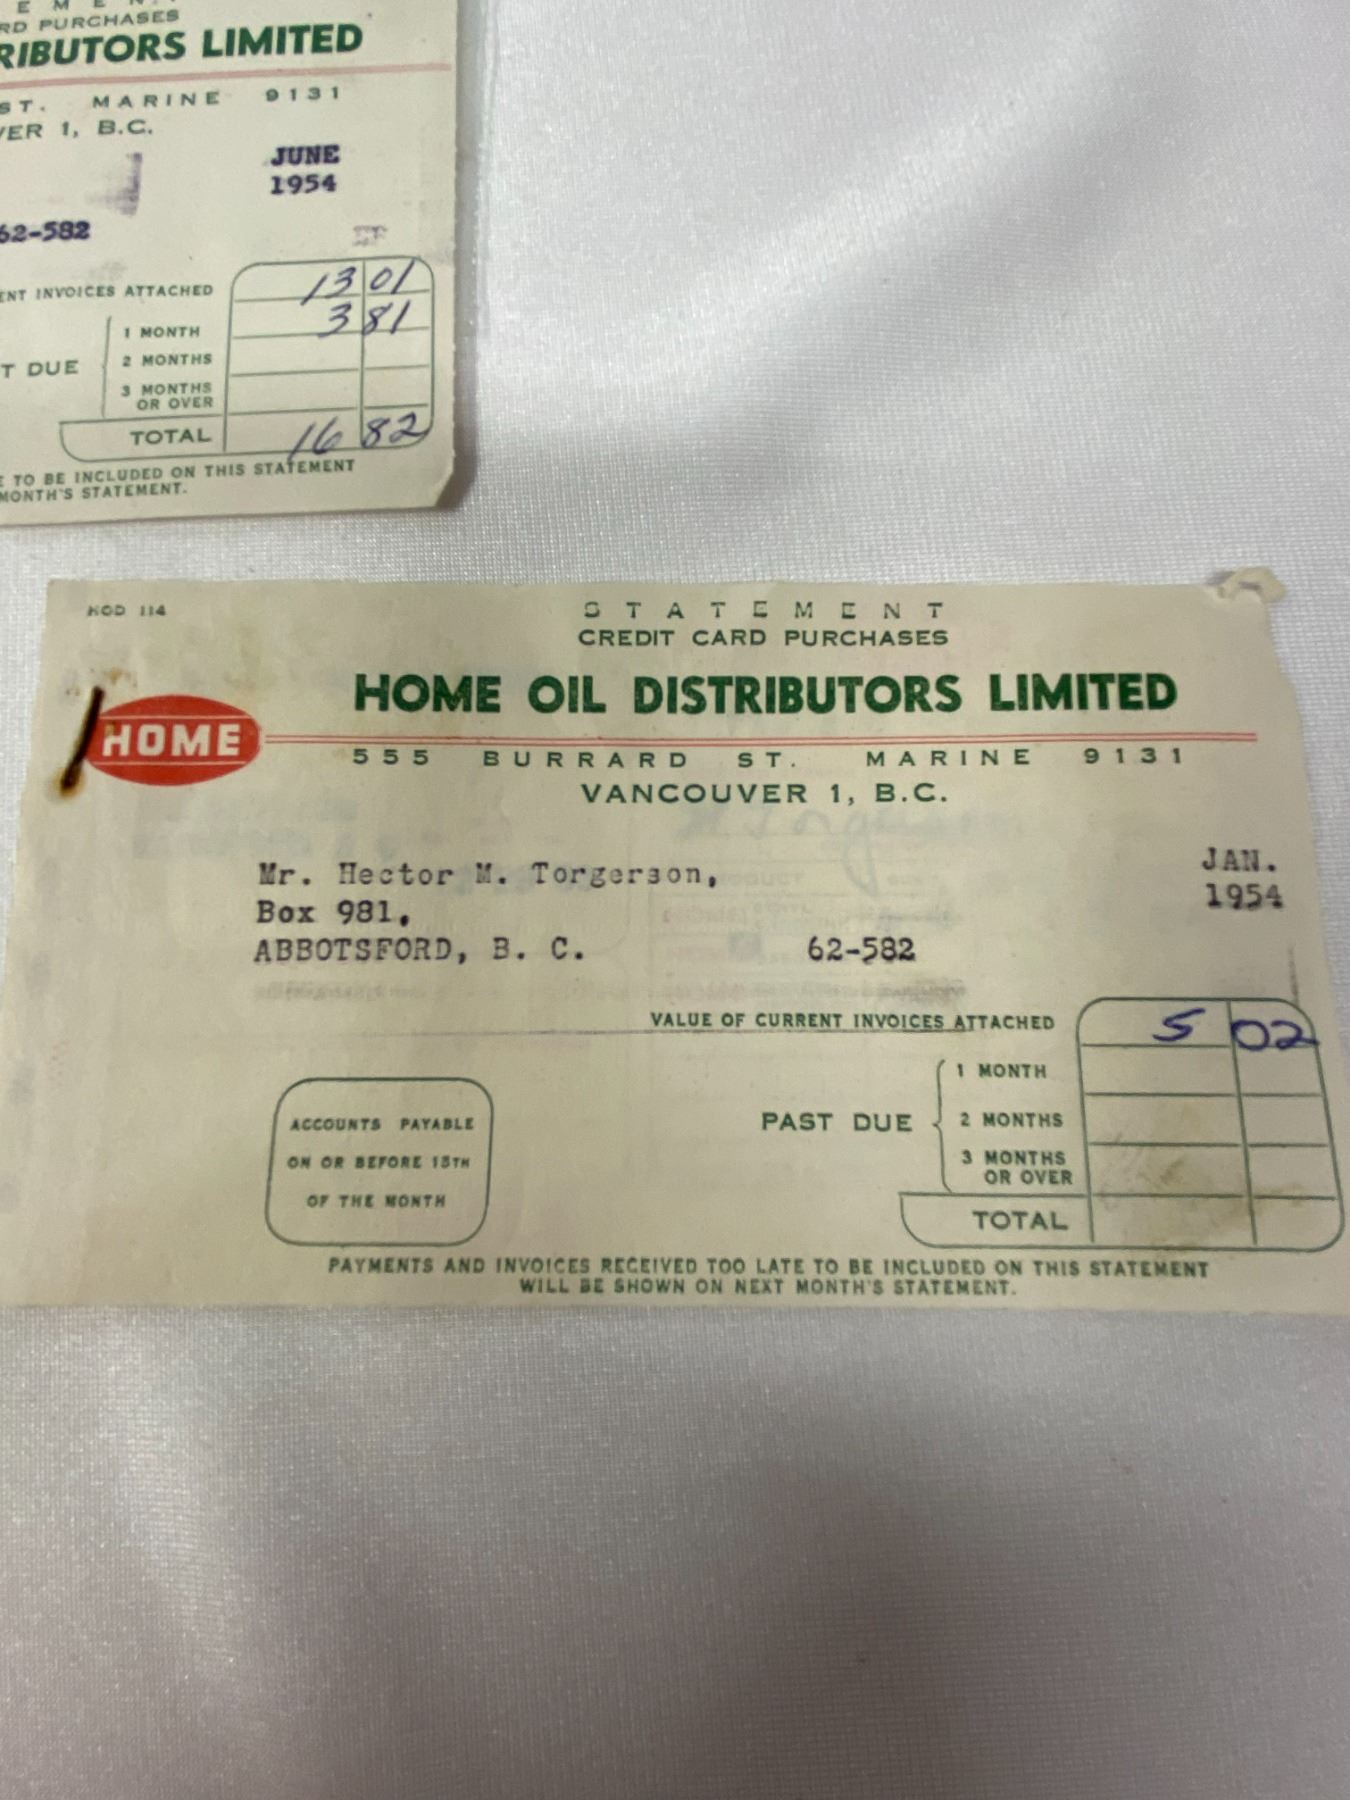 RD PURCHASES
RIBUTORS LIMITED
ST. MARINE 9131
VER 1, B.C.
JUNE
1954
62-582
ENT INVOICES ATTACHED 13 01
1 MONTH 3 81
T DUE
2 MONTHS
3 MONTHS
OR OVER
TOTAL 16 82
E TO BE INCLUDED ON THIS STATEMENT
MONTH'S STATEMENT.
HOD 114
STATEMENT
CREDIT CARD PURCHASES
HOME OIL DISTRIBUTORS LIMITED
HOME
555 BURRARD ST. MARINE 9131
VANCOUVER 1, B.C.
Mr. Hector M. Torgerson,
Box 981,
ABBOTSFORD, B. C. 62-582
JAN.
1954
VALUE OF CURRENT INVOICES ATTACHED 5 02
PAST DUE
1 MONTH
2 MONTHS
3 MONTHS
OR OVER
TOTAL
ACCOUNTS PAYABLE
ON OR BEFORE 15TH
OF THE MONTH
PAYMENTS AND INVOICES RECEIVED TOO LATE TO BE INCLUDED ON THIS STATEMENT
WILL BE SHOWN ON NEXT MONTH'S STATEMENT.